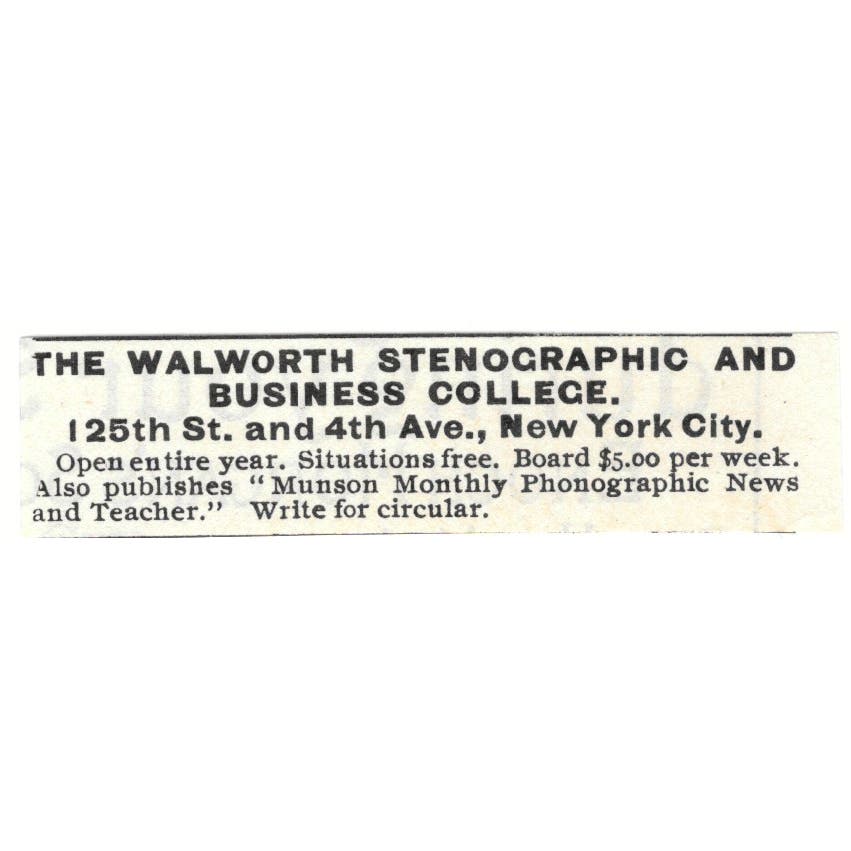 THE WALWORTH STENOGRAPHIC AND
BUSINESS COLLEGE.
125th St. and 4th Ave., New York City.
Open entire year. Situations free. Board $5.00 per week.
Also publishes "Munson Monthly Phonographic News
and Teacher." Write for circular.